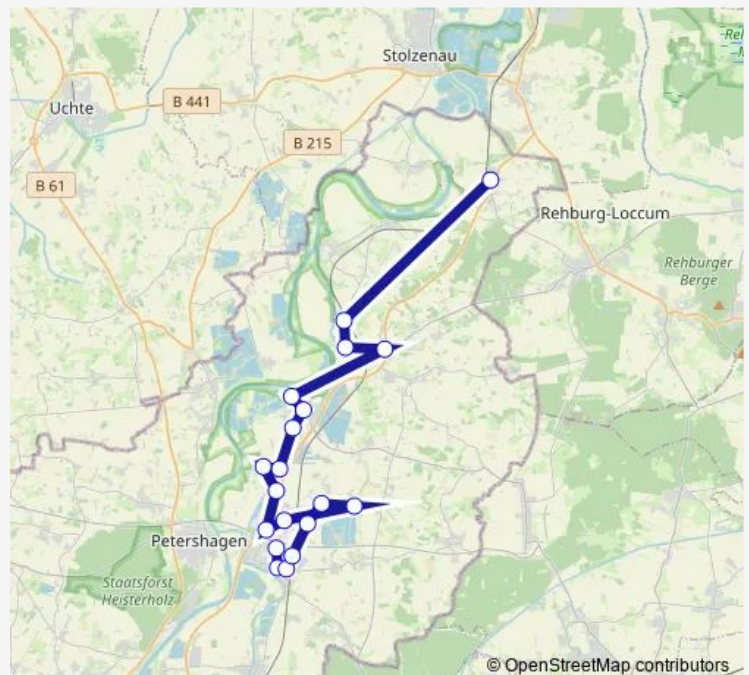 Stolzenau
Uchte
B 441
B 215
B 61
Rehburg-Loccum
Rehburger
Berge
Petershagen
Staatsforst
Heisterholz
© OpenStreetMap contributors